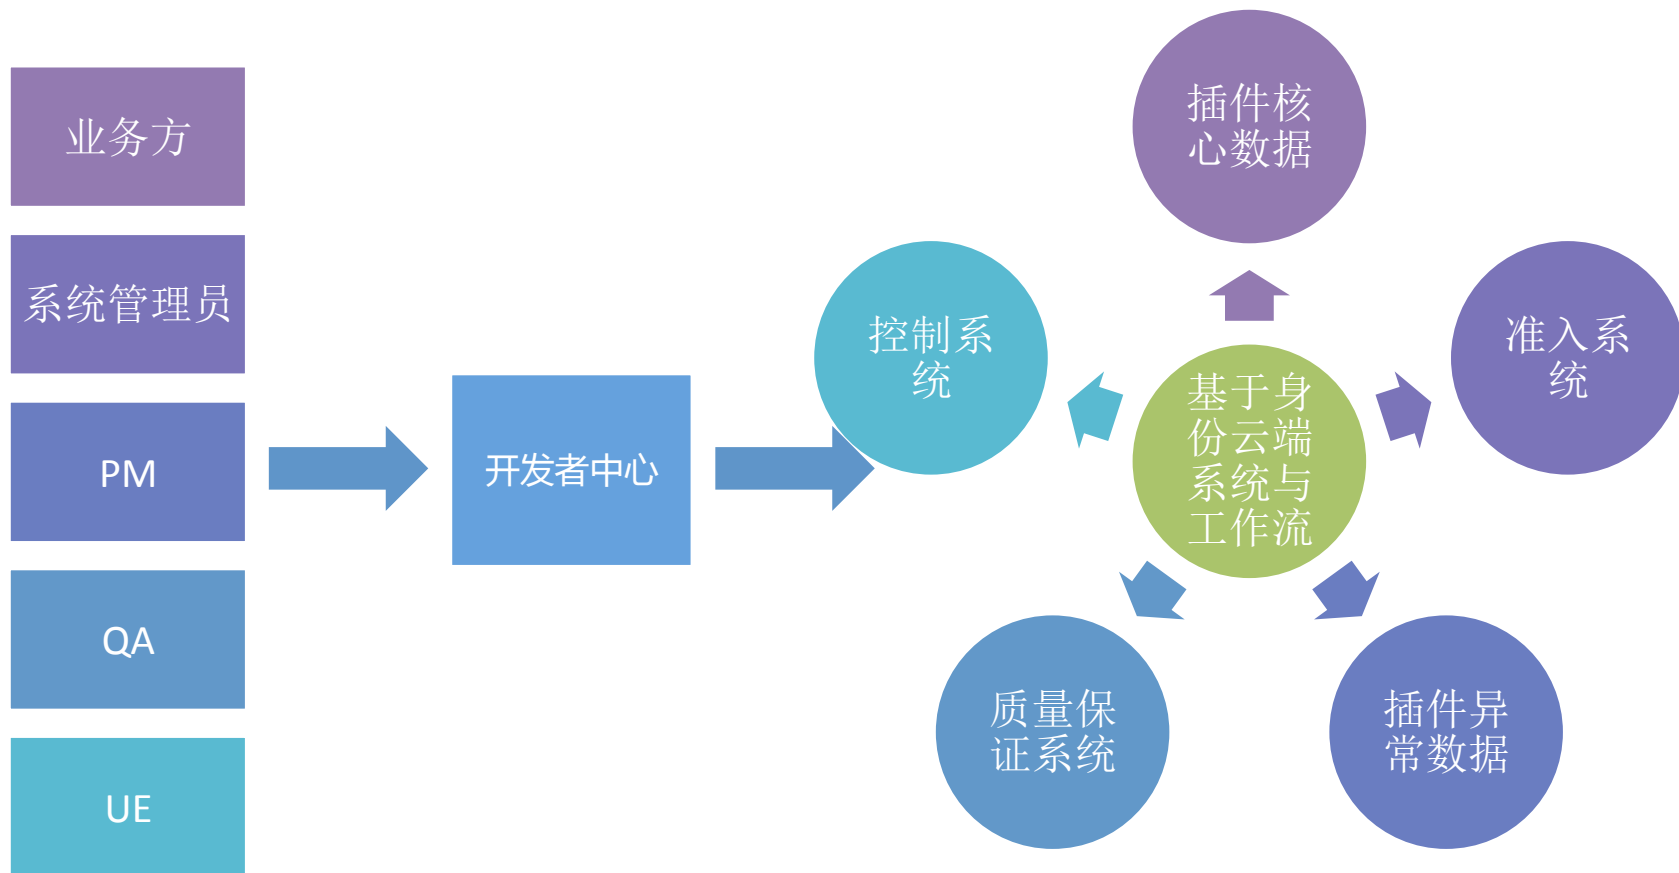 业务方
系统管理员
PM
QA
UE
开发者中心
插件核
心数据
控制系
统
准入系
统
基于身
份云端
系统与
工作流
质量保
证系统
插件异
常数据